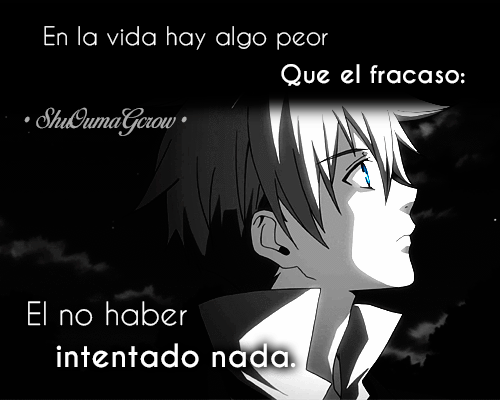 En la vida hay algo peor
Que el fracaso:
• ShuOumaGcrow •
El no haber
intentado nada.